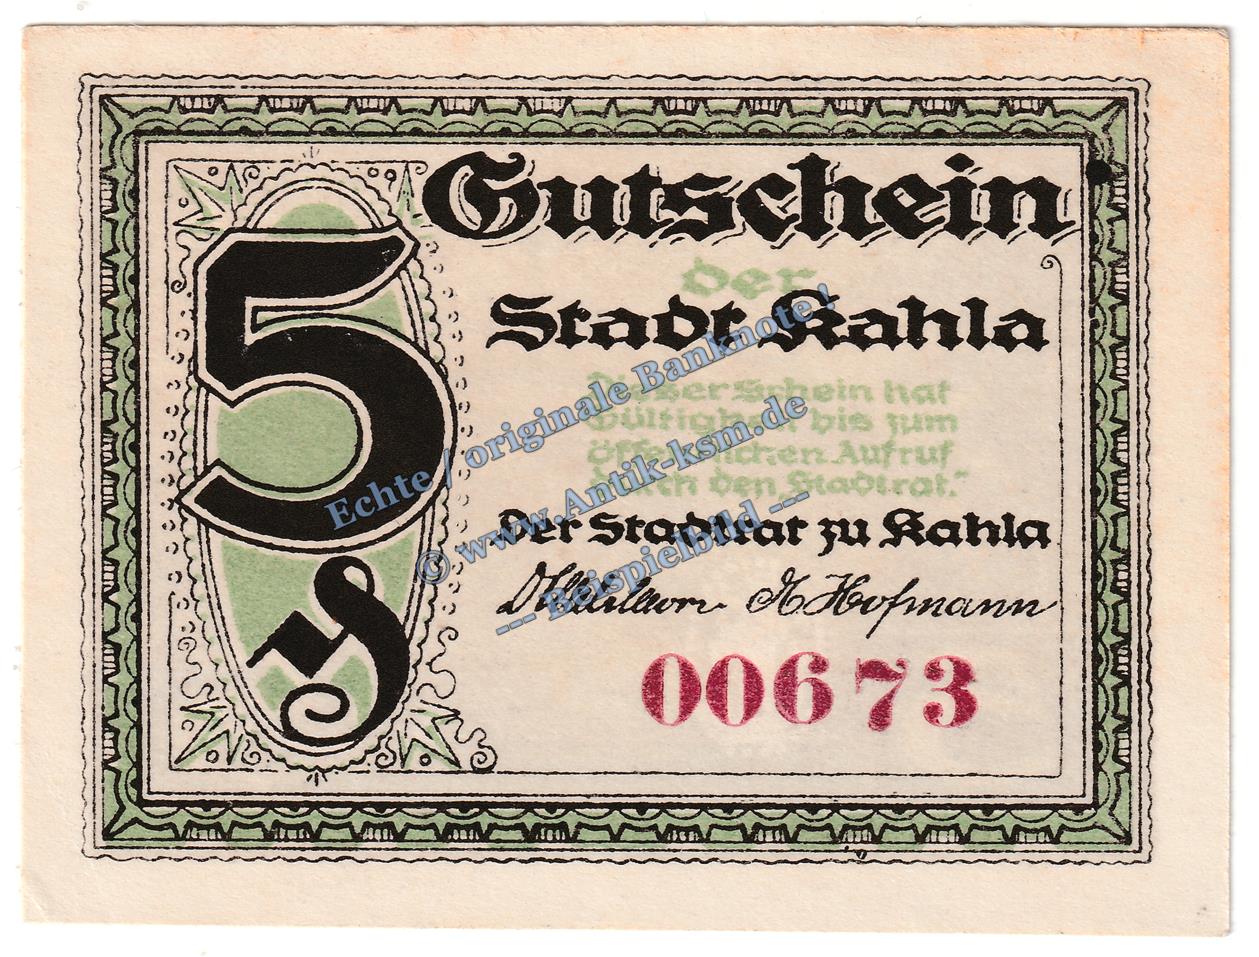 Gutschein
der
Stadt Kahla
Dieser Schein hat
Gültigkeit bis zum
öffentlichen Aufruf
durch den Stadtrat."
Der Stadtrat zu Kahla
A Hofmann
00673
5 ₰
Echte / originale Banknote !
© www.Antik-ksm.de
--- Beispielbild ---